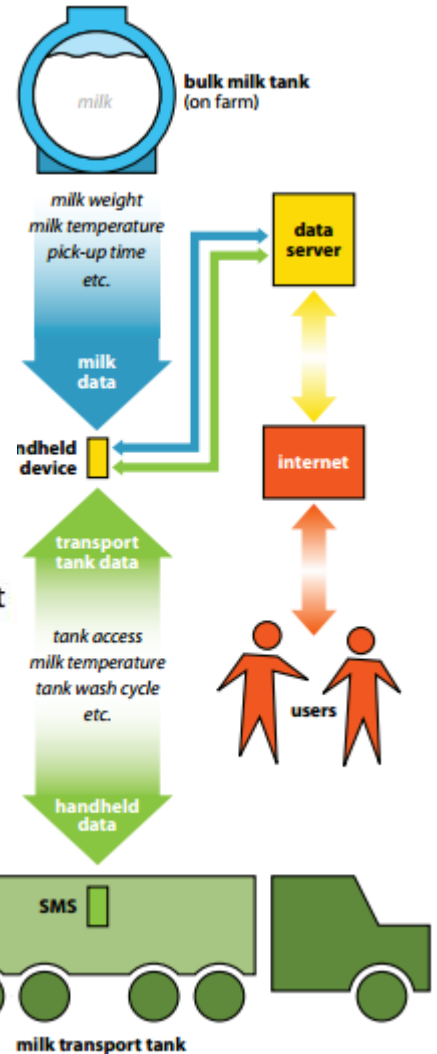 milk
bulk milk tank
(on farm)
milk weight
milk temperature
pick-up time
etc.
milk
data
data
server
ndheld
device
internet
transport
tank data
t
tank access
milk temperature
tank wash cycle
etc.
users
handheld
data
SMS
milk transport tank